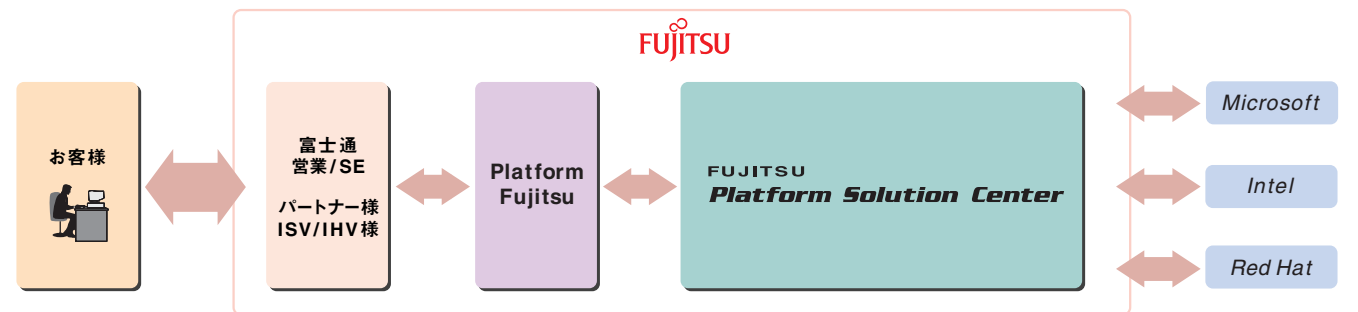 FUJITSU
お客様
富士通
営業/SE
パートナー様
ISV/IHV様
Platform
Fujitsu
FUJITSU
Platform Solution Center
Microsoft
Intel
Red Hat